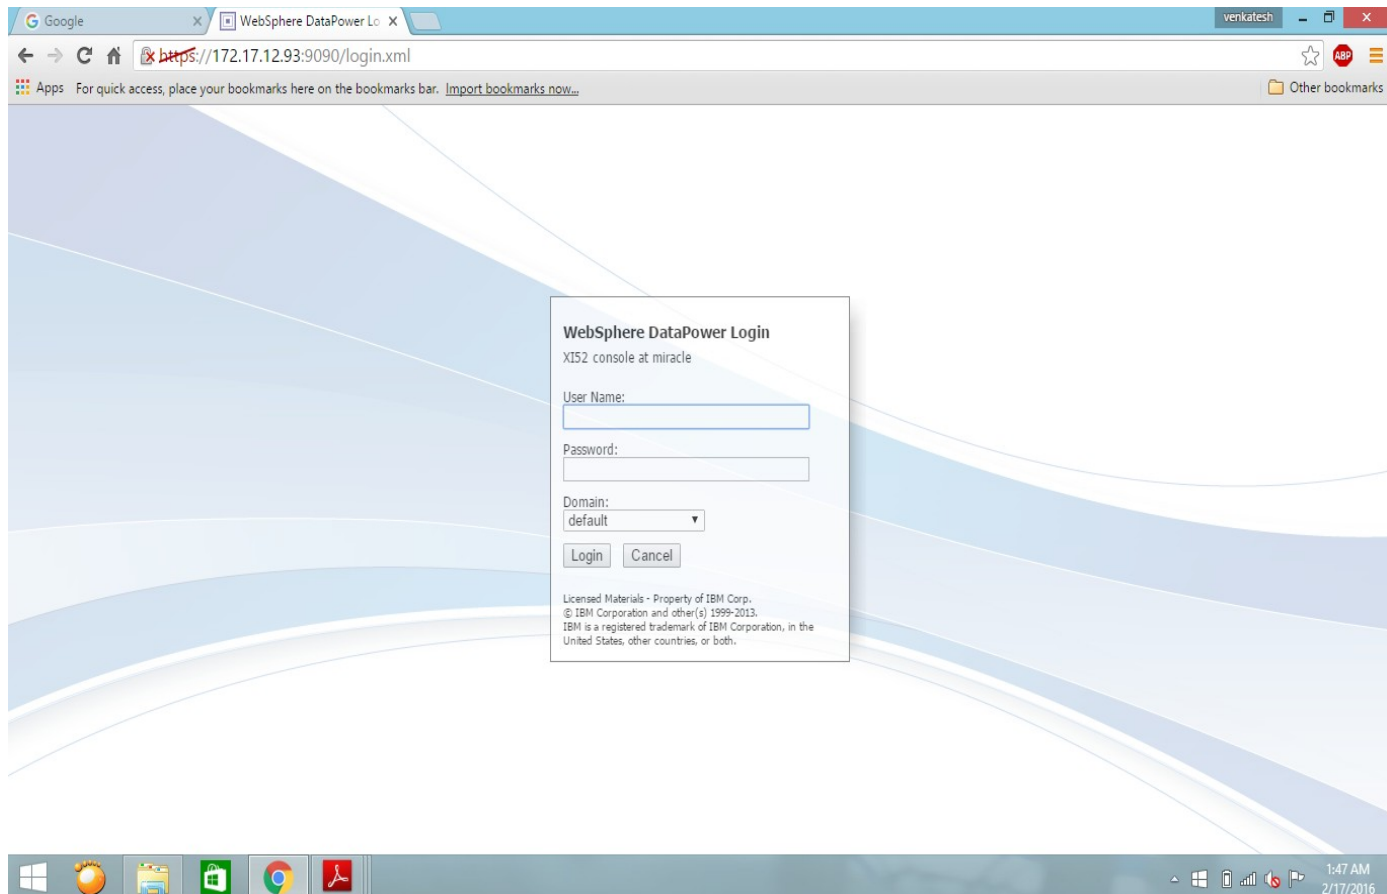 Google
WebSphere DataPower Lo
venkatesh
https://172.17.12.93:9090/login.xml
ABP
Apps For quick access, place your bookmarks here on the bookmarks bar. Import bookmarks now...
Other bookmarks
WebSphere DataPower Login
XI52 console at miracle
User Name:
Password:
Domain:
default
Login Cancel
Licensed Materials - Property of IBM Corp.
© IBM Corporation and other(s) 1999-2013.
IBM is a registered trademark of IBM Corporation, in the
United States, other countries, or both.
1:47 AM
2/17/2016